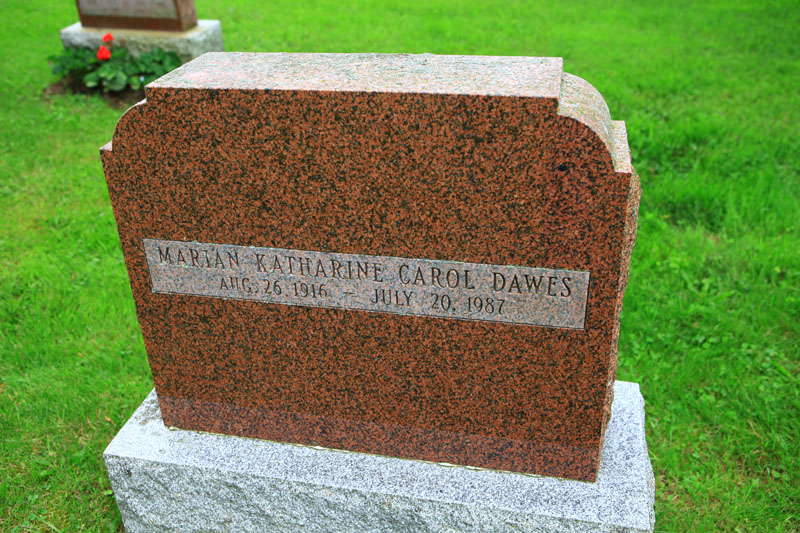 MARIAN KATHARINE CAROL DAWES
AUG. 26 1916 — JULY 20, 1987